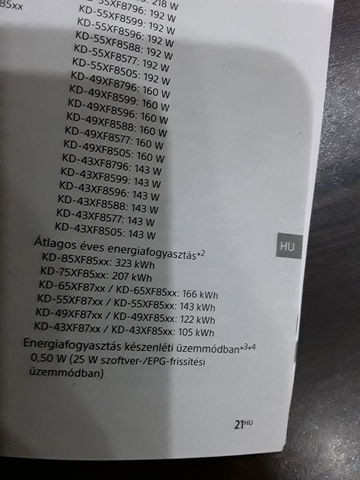 85xx
218 W
KD-55XF8796: 192 W
KD-55XF8599: 192 W
KD-55XF8596: 192 W
KD-55XF8588: 192 W
KD-55XF8577: 192 W
KD-55XF8505: 192 W
KD-49XF8796: 160 W
KD-49XF8599: 160 W
KD-49XF8596: 160 W
KD-49XF8588: 160 W
KD-49XF8577: 160 W
KD-49XF8505: 160 W
KD-43XF8796: 143 W
KD-43XF8599: 143 W
KD-43XF8596: 143 W
KD-43XF8588: 143 W
KD-43XF8577: 143 W
KD-43XF8505: 143 W
Átlagos éves energiafogyasztás*2
KD-85XF85xx: 323 kWh
KD-75XF85xx: 207 kWh
KD-65XF87xx / KD-65XF85xx: 166 kWh
KD-55XF87xx / KD-55XF85xx: 143 kWh
KD-49XF87xx / KD-49XF85xx: 122 kWh
KD-43XF87xx / KD-43XF85xx: 105 kWh
Energiafogyasztás készenléti üzemmódban*3*4
0,50 W (25 W szoftver-/EPG-frissítési
üzemmódban)
HU
21HU